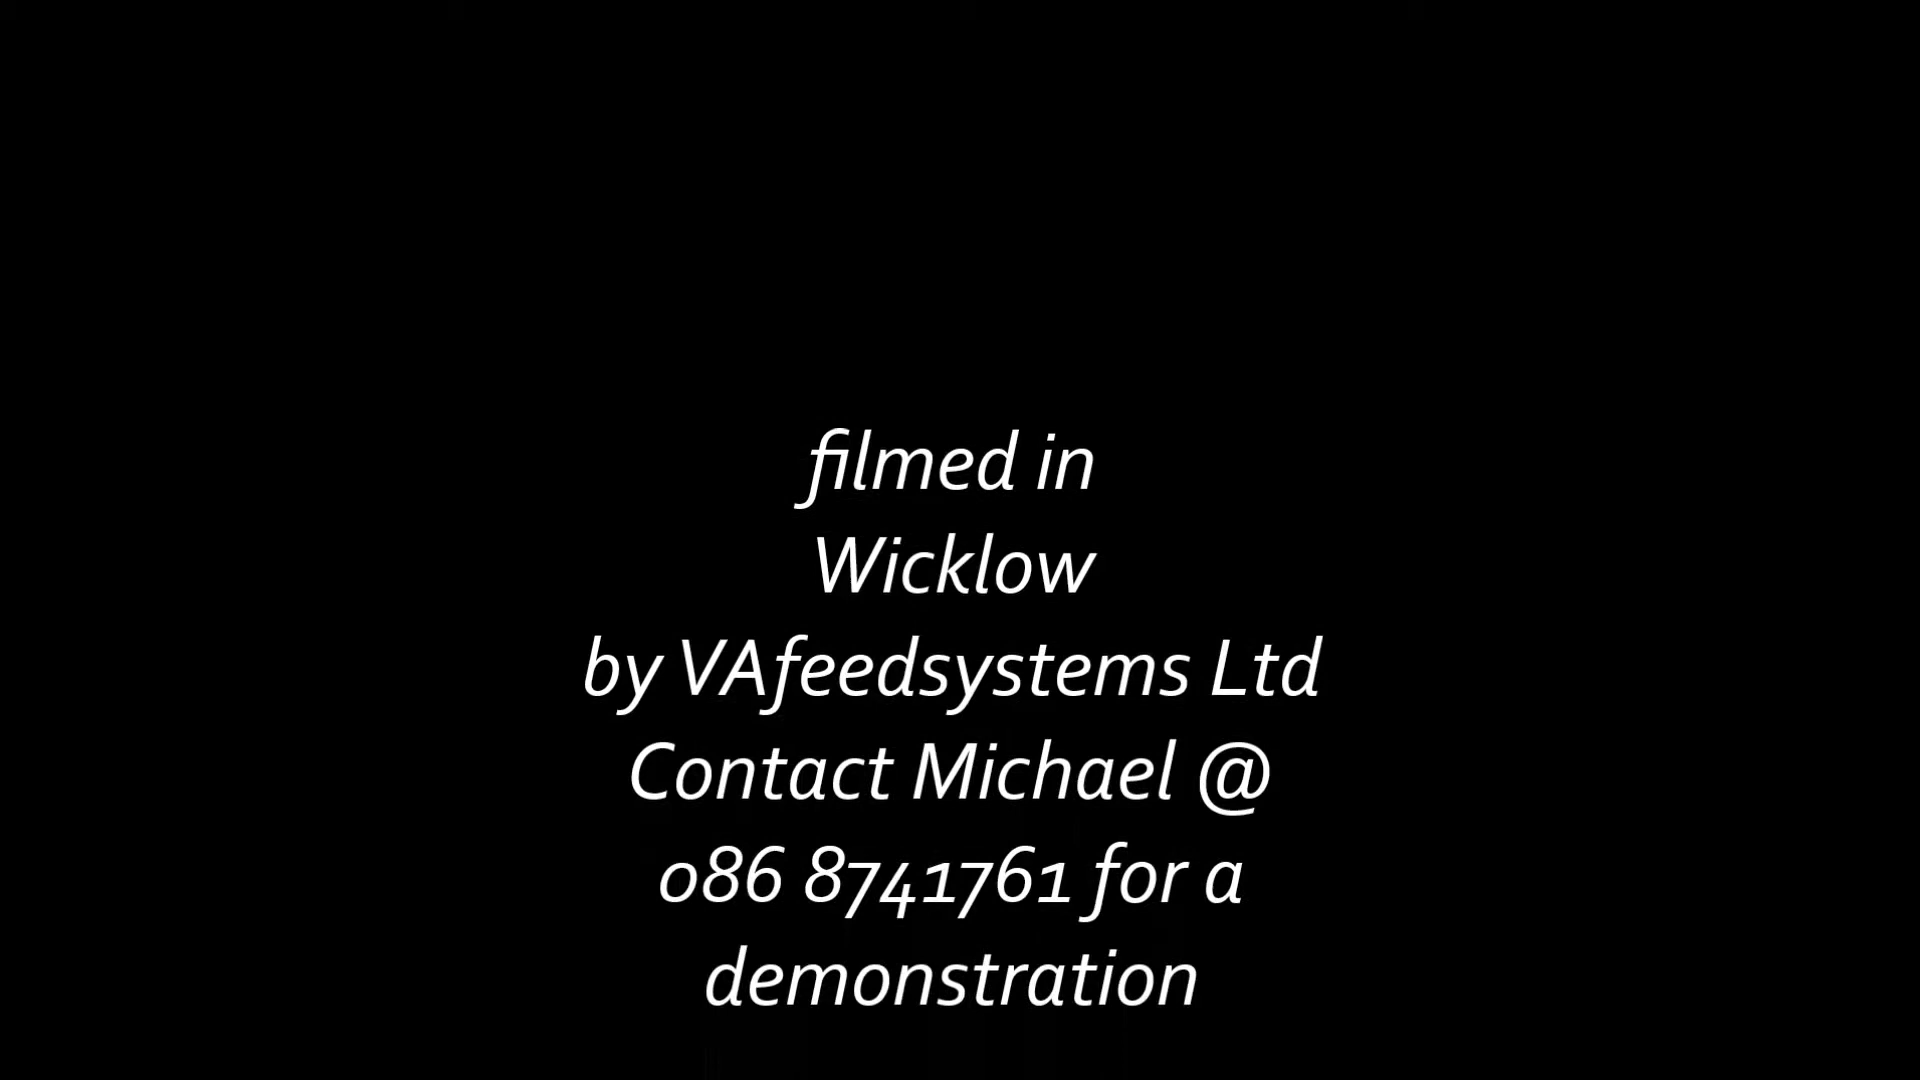 filmed in
Wicklow
by VAfeedsystems Ltd
Contact Michael @
086 8741761 for a
demonstration